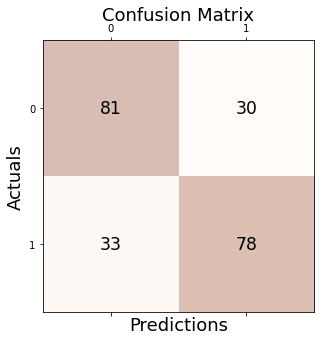 Confusion Matrix
0 1
0 81 30
Actuals
1 33 78
Predictions